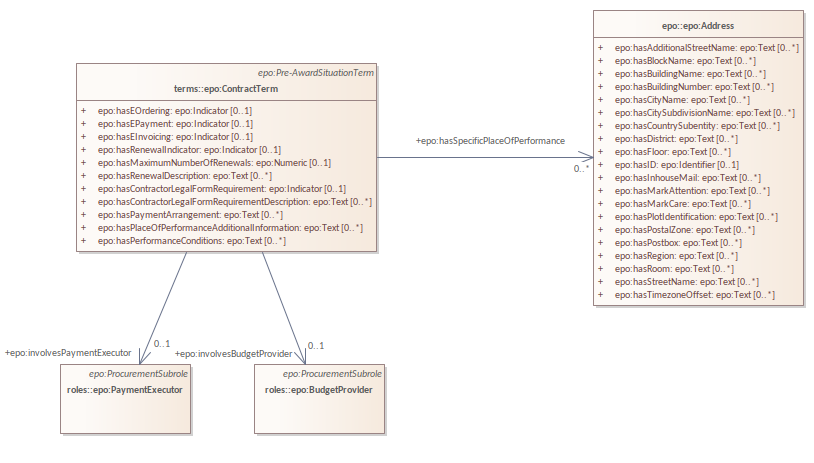 epo:Pre-AwardSituationTerm
terms::epo:ContractTerm
+ epo:hasEOrdering: epo:Indicator [0..1]
+ epo:hasEPayment: epo:Indicator [0..1]
+ epo:hasEInvoicing: epo:Indicator [0..1]
+ epo:hasRenewalIndicator: epo:Indicator [0..1]
+ epo:hasMaximumNumberOfRenewals: epo:Numeric [0..1]
+ epo:hasRenewalDescription: epo:Text [0..*]
+ epo:hasContractorLegalFormRequirement: epo:Indicator [0..1]
+ epo:hasContractorLegalFormRequirementDescription: epo:Text [0..*]
+ epo:hasPaymentArrangement: epo:Text [0..*]
+ epo:hasPlaceOfPerformanceAdditionalInformation: epo:Text [0..*]
+ epo:hasPerformanceConditions: epo:Text [0..*]
+epo:hasSpecificPlaceOfPerformance
0..*
epo::epo:Address
+ epo:hasAdditionalStreetName: epo:Text [0..*]
+ epo:hasBlockName: epo:Text [0..*]
+ epo:hasBuildingName: epo:Text [0..*]
+ epo:hasBuildingNumber: epo:Text [0..*]
+ epo:hasCityName: epo:Text [0..*]
+ epo:hasCitySubdivisionName: epo:Text [0..*]
+ epo:hasCountrySubentity: epo:Text [0..*]
+ epo:hasDistrict: epo:Text [0..*]
+ epo:hasFloor: epo:Text [0..*]
+ epo:hasID: epo:Identifier [0..1]
+ epo:hasInhouseMail: epo:Text [0..*]
+ epo:hasMarkAttention: epo:Text [0..*]
+ epo:hasMarkCare: epo:Text [0..*]
+ epo:hasPlotIdentification: epo:Text [0..*]
+ epo:hasPostalZone: epo:Text [0..*]
+ epo:hasPostbox: epo:Text [0..*]
+ epo:hasRegion: epo:Text [0..*]
+ epo:hasRoom: epo:Text [0..*]
+ epo:hasStreetName: epo:Text [0..*]
+ epo:hasTimezoneOffset: epo:Text [0..*]
+epo:involvesPaymentExecutor
0..1
+epo:involvesBudgetProvider
0..1
epo:ProcurementSubrole
roles::epo:PaymentExecutor
epo:ProcurementSubrole
roles::epo:BudgetProvider